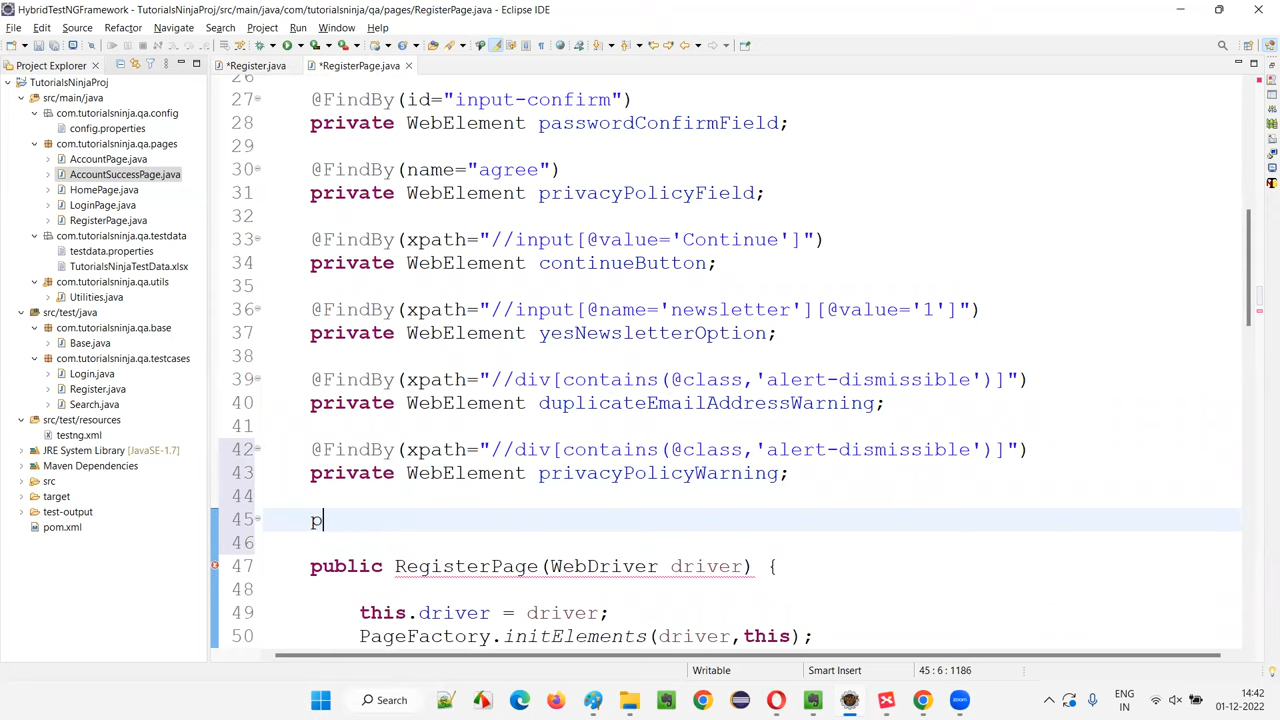 HybridTestNGFramework - TutorialsNinjaProj/src/main/java/com/tutorialsninja/qa/pages/RegisterPage.java - Eclipse IDE
File Edit Source Refactor Navigate Search Project Run Window Help
Project Explorer
*Register.java
*RegisterPage.java
TutorialsNinjaProj
src/main/java
com.tutorialsninja.qa.config
config.properties
com.tutorialsninja.qa.pages
AccountPage.java
AccountSuccessPage.java
HomePage.java
LoginPage.java
RegisterPage.java
com.tutorialsninja.qa.testdata
testdata.properties
TutorialsNinjaTestData.xlsx
com.tutorialsninja.qa.utils
Utilities.java
src/test/java
com.tutorialsninja.qa.base
Base.java
com.tutorialsninja.qa.testcases
Login.java
Register.java
Search.java
src/test/resources
testng.xml
JRE System Library [JavaSE-1.7]
Maven Dependencies
src
target
test-output
pom.xml
26
27 @FindBy(id="input-confirm")
28 private WebElement passwordConfirmField;
29
30 @FindBy(name="agree")
31 private WebElement privacyPolicyField;
32
33 @FindBy(xpath="//input[@value='Continue']")
34 private WebElement continueButton;
35
36 @FindBy(xpath="//input[@name='newsletter'][@value='1']")
37 private WebElement yesNewsletterOption;
38
39 @FindBy(xpath="//div[contains(@class,'alert-dismissible')]")
40 private WebElement duplicateEmailAddressWarning;
41
42 @FindBy(xpath="//div[contains(@class,'alert-dismissible')]")
43 private WebElement privacyPolicyWarning;
44
45 p
46
47 public RegisterPage(WebDriver driver) {
48
49 this.driver = driver;
50 PageFactory.initElements(driver,this);
Writable
Smart Insert
45 : 6 : 1186
Search
ENG
IN
14:42
01-12-2022